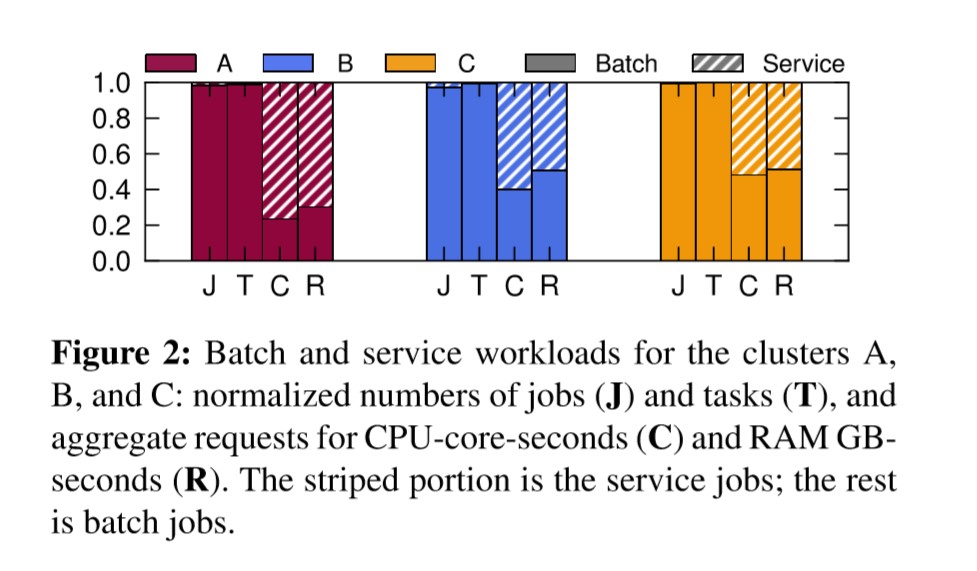 A B C Batch Service
1.0
0.8
0.6
0.4
0.2
0.0
J T C R J T C R J T C R
Figure 2: Batch and service workloads for the clusters A,
B, and C: normalized numbers of jobs (J) and tasks (T), and
aggregate requests for CPU-core-seconds (C) and RAM GB-
seconds (R). The striped portion is the service jobs; the rest
is batch jobs.